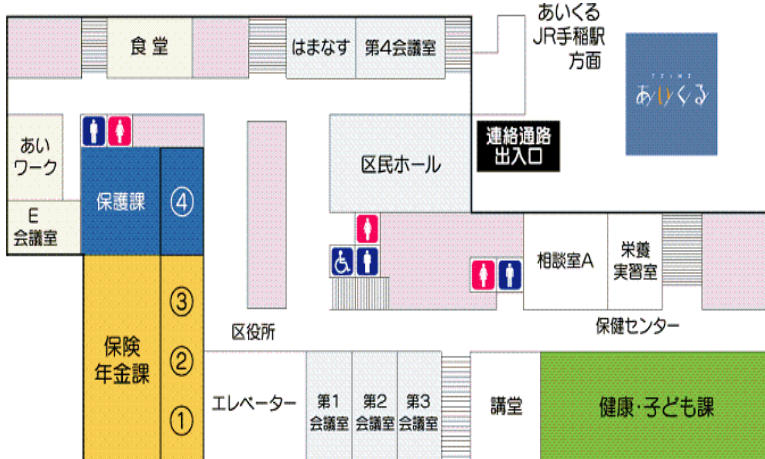 あいくる
JR手稲駅
方面
食堂
はまなす
第4会議室
TEINE
あいくる
あい
ワーク
連絡通路
出入口
区民ホール
保護課
④
E
会議室
相談室A
栄養
実習室
③
保険
年金課
②
①
区役所
保健センター
エレベーター
第1
会議室
第2
会議室
第3
会議室
講堂
健康・子ども課